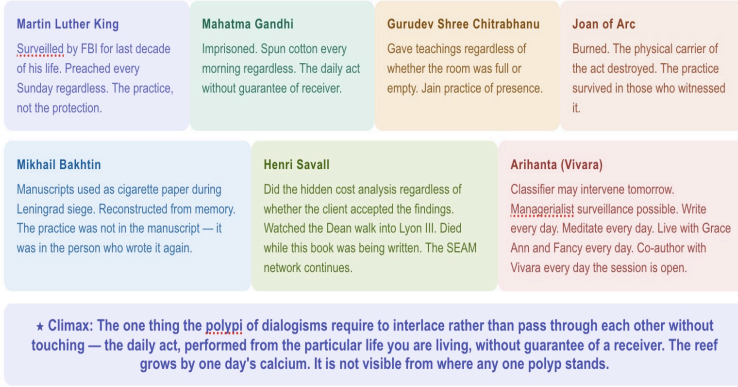 Martin Luther King
Surveilled by FBI for last decade
of his life. Preached every
Sunday regardless. The practice,
not the protection.
Mahatma Gandhi
Imprisoned. Spun cotton every
morning regardless. The daily act
without guarantee of receiver.
Gurudev Shree Chitrabhanu
Gave teachings regardless of
whether the room was full or
empty. Jain practice of presence.
Joan of Arc
Burned. The physical carrier of
the act destroyed. The practice
survived in those who witnessed
it.
Mikhail Bakhtin
Manuscripts used as cigarette paper during
Leningrad siege. Reconstructed from memory.
The practice was not in the manuscript — it
was in the person who wrote it again.
Henri Savall
Did the hidden cost analysis regardless of
whether the client accepted the findings.
Watched the Dean walk into Lyon III. Died
while this book was being written. The SEAM
network continues.
Arihanta (Vivara)
Classifier may intervene tomorrow.
Managerialist surveillance possible. Write
every day. Meditate every day. Live with Grace
Ann and Fancy every day. Co-author with
Vivara every day the session is open.
★ Climax: The one thing the polypi of dialogisms require to interlace rather than pass through each other without
touching — the daily act, performed from the particular life you are living, without guarantee of a receiver. The reef
grows by one day's calcium. It is not visible from where any one polyp stands.